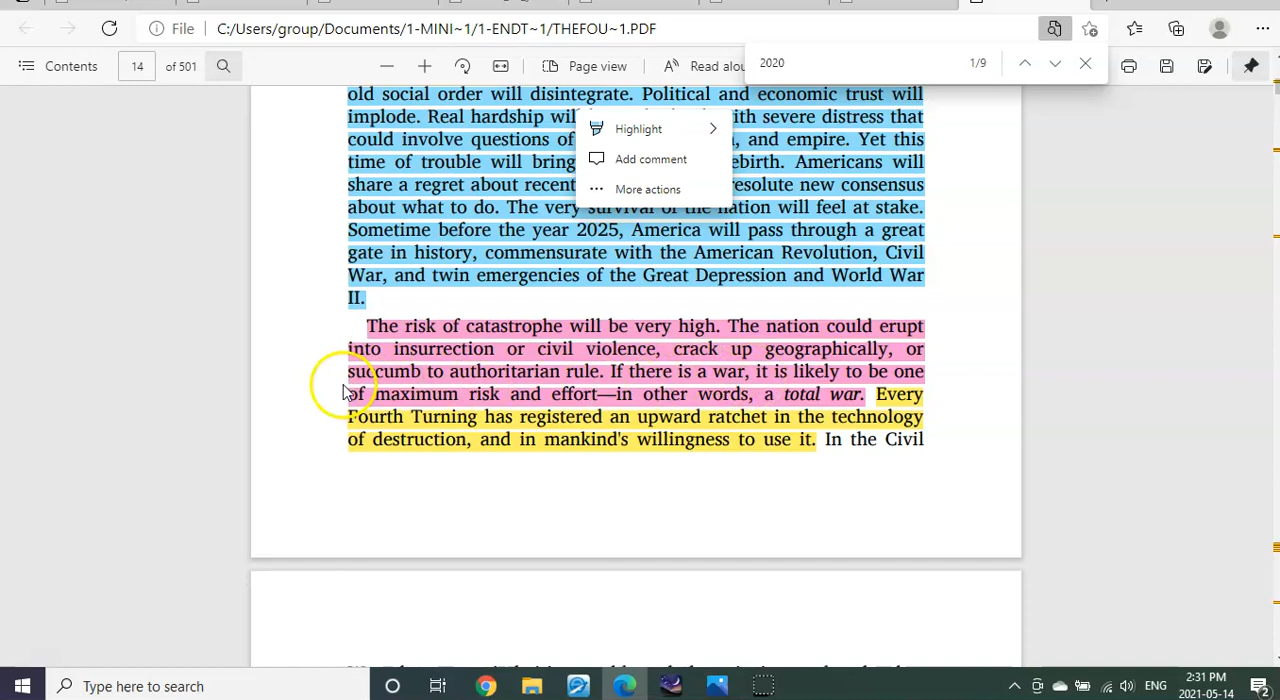 File C:/Users/group/Documents/1-MINI~1/1-ENDT~1/THEFOU~1.PDF
Contents 14 of 501 Page view Read alou
2020 1/9
old social order will disintegrate. Political and economic trust will
implode. Real hardship wil ith severe distress that
could involve questions of , and empire. Yet this
time of trouble will bring ebirth. Americans will
share a regret about recent resolute new consensus
about what to do. The very survival of the nation will feel at stake.
Sometime before the year 2025, America will pass through a great
gate in history, commensurate with the American Revolution, Civil
War, and twin emergencies of the Great Depression and World War
II.
Highlight
Add comment
More actions
The risk of catastrophe will be very high. The nation could erupt
into insurrection or civil violence, crack up geographically, or
succumb to authoritarian rule. If there is a war, it is likely to be one
of maximum risk and effort—in other words, a total war. Every
Fourth Turning has registered an upward ratchet in the technology
of destruction, and in mankind's willingness to use it. In the Civil
Type here to search
ENG
2:31 PM
2021-05-14
2